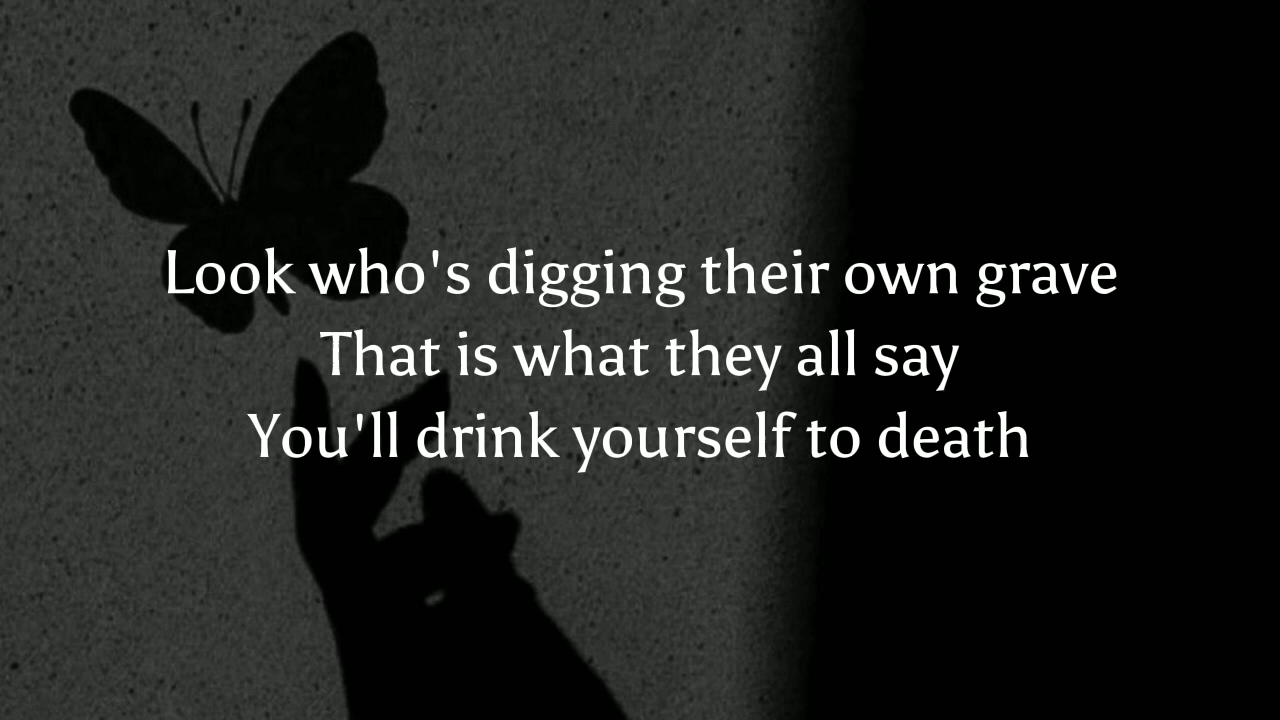 Look who's digging their own grave
That is what they all say
You'll drink yourself to death